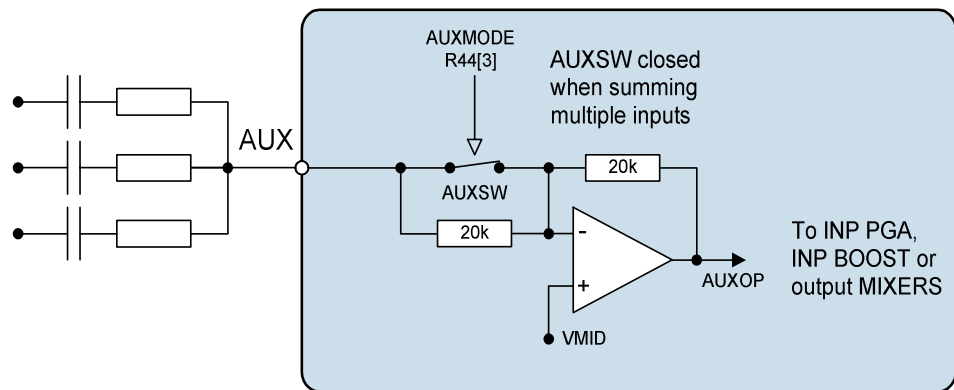 AUXMODE
R44[3]
AUXSW closed
when summing
multiple inputs
AUX
20k
AUXSW
20k
-
+
To INP PGA,
INP BOOST or
output MIXERS
AUXOP
VMID